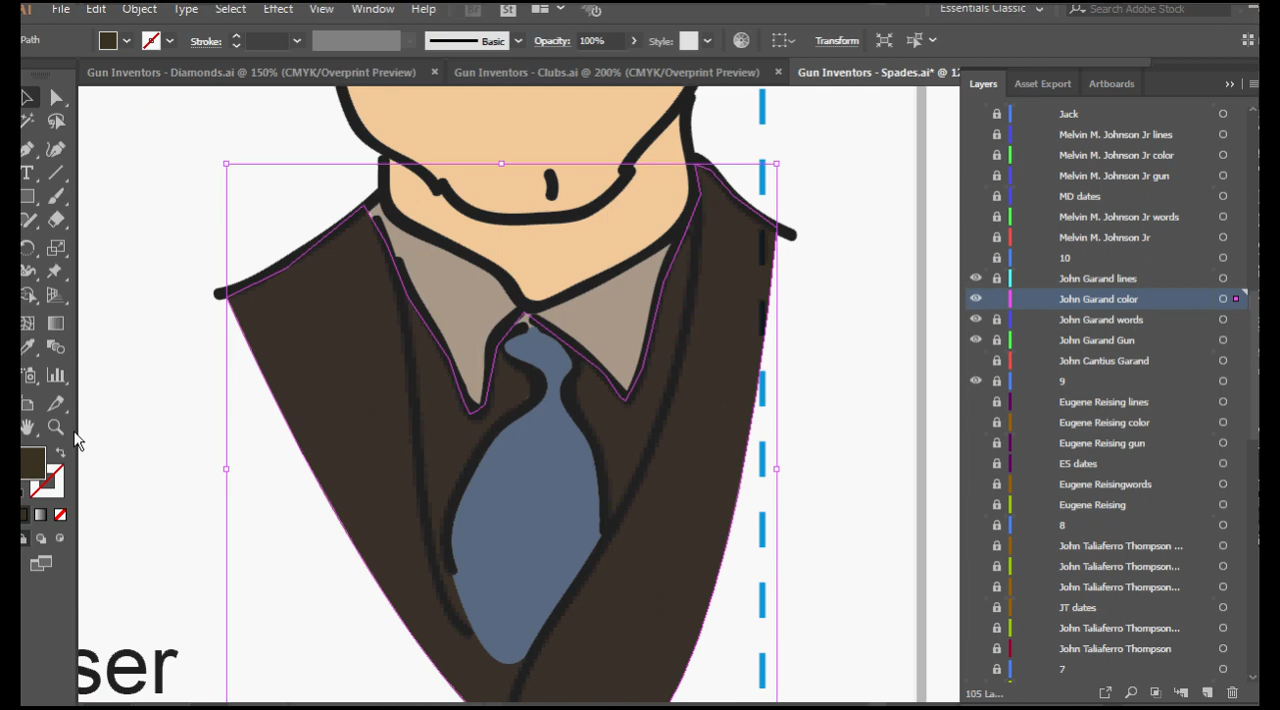 Ai File Edit Object Type Select Effect View Window Help Br St Essentials Classic Search Adobe Stock
Path Stroke: Basic Opacity: 100% Style: Transform
Gun Inventors - Diamonds.ai @ 150% (CMYK/Overprint Preview) × Gun Inventors - Clubs.ai @ 200% (CMYK/Overprint Preview) × Gun Inventors - Spades.ai* @ 12
Layers Asset Export Artboards
Jack
Melvin M. Johnson Jr lines
Melvin M. Johnson Jr color
Melvin M. Johnson Jr gun
MD dates
Melvin M. Johnson Jr words
Melvin M. Johnson Jr
10
John Garand lines
John Garand color
John Garand words
John Garand Gun
John Cantius Garand
9
Eugene Reising lines
Eugene Reising color
Eugene Reising gun
ES dates
Eugene Reisingwords
Eugene Reising
8
John Taliaferro Thompson ...
John Taliaferro Thompson...
John Taliaferro Thompson...
JT dates
John Taliaferro Thompson...
John Taliaferro Thompson
7
105 La...
ser